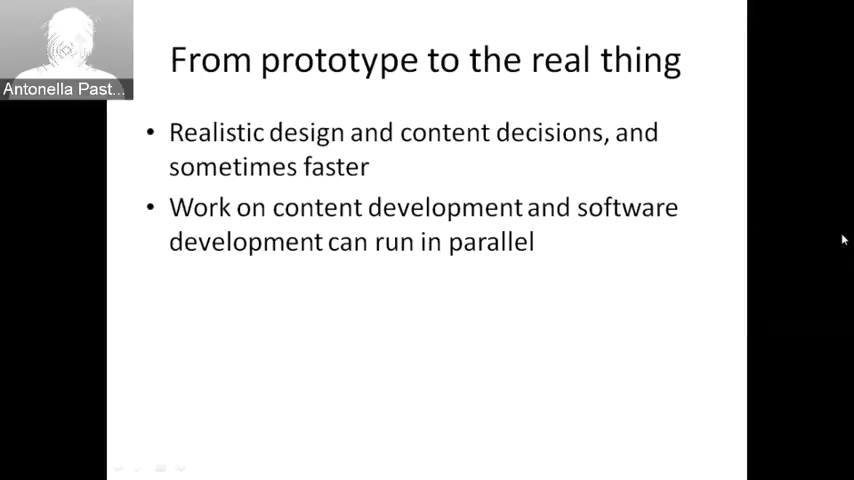 Antonella Past...
From prototype to the real thing
• Realistic design and content decisions, and
sometimes faster
• Work on content development and software
development can run in parallel